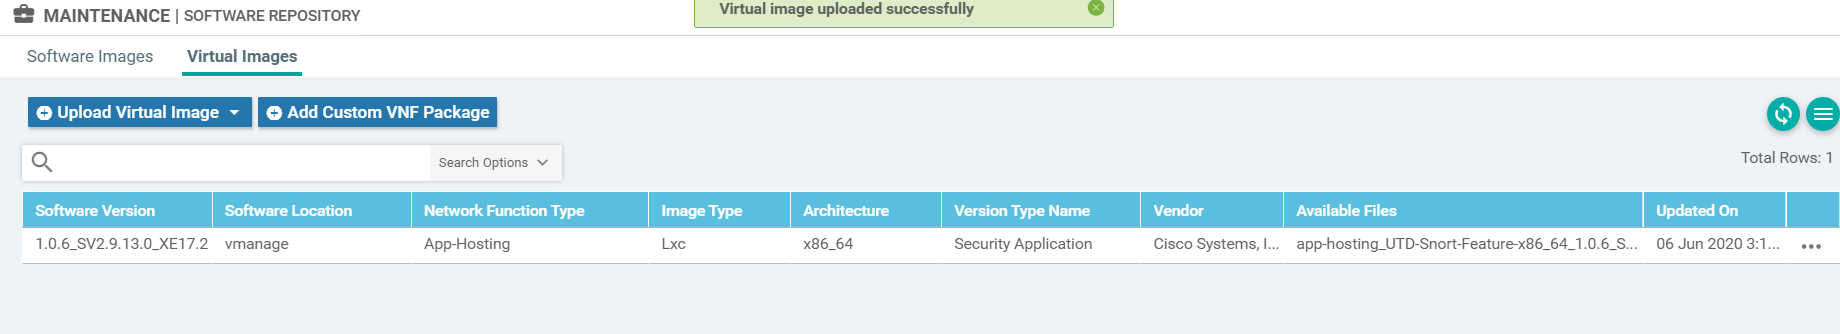 MAINTENANCE | SOFTWARE REPOSITORY
Virtual image uploaded successfully
Software Images Virtual Images
Upload Virtual Image Add Custom VNF Package
Search Options
Total Rows: 1
Software Version Software Location Network Function Type Image Type Architecture Version Type Name Vendor Available Files Updated On
1.0.6_SV2.9.13.0_XE17.2 vmanage App-Hosting Lxc x86_64 Security Application Cisco Systems, I... app-hosting_UTD-Snort-Feature-x86_64_1.0.6_S... 06 Jun 2020 3:1...